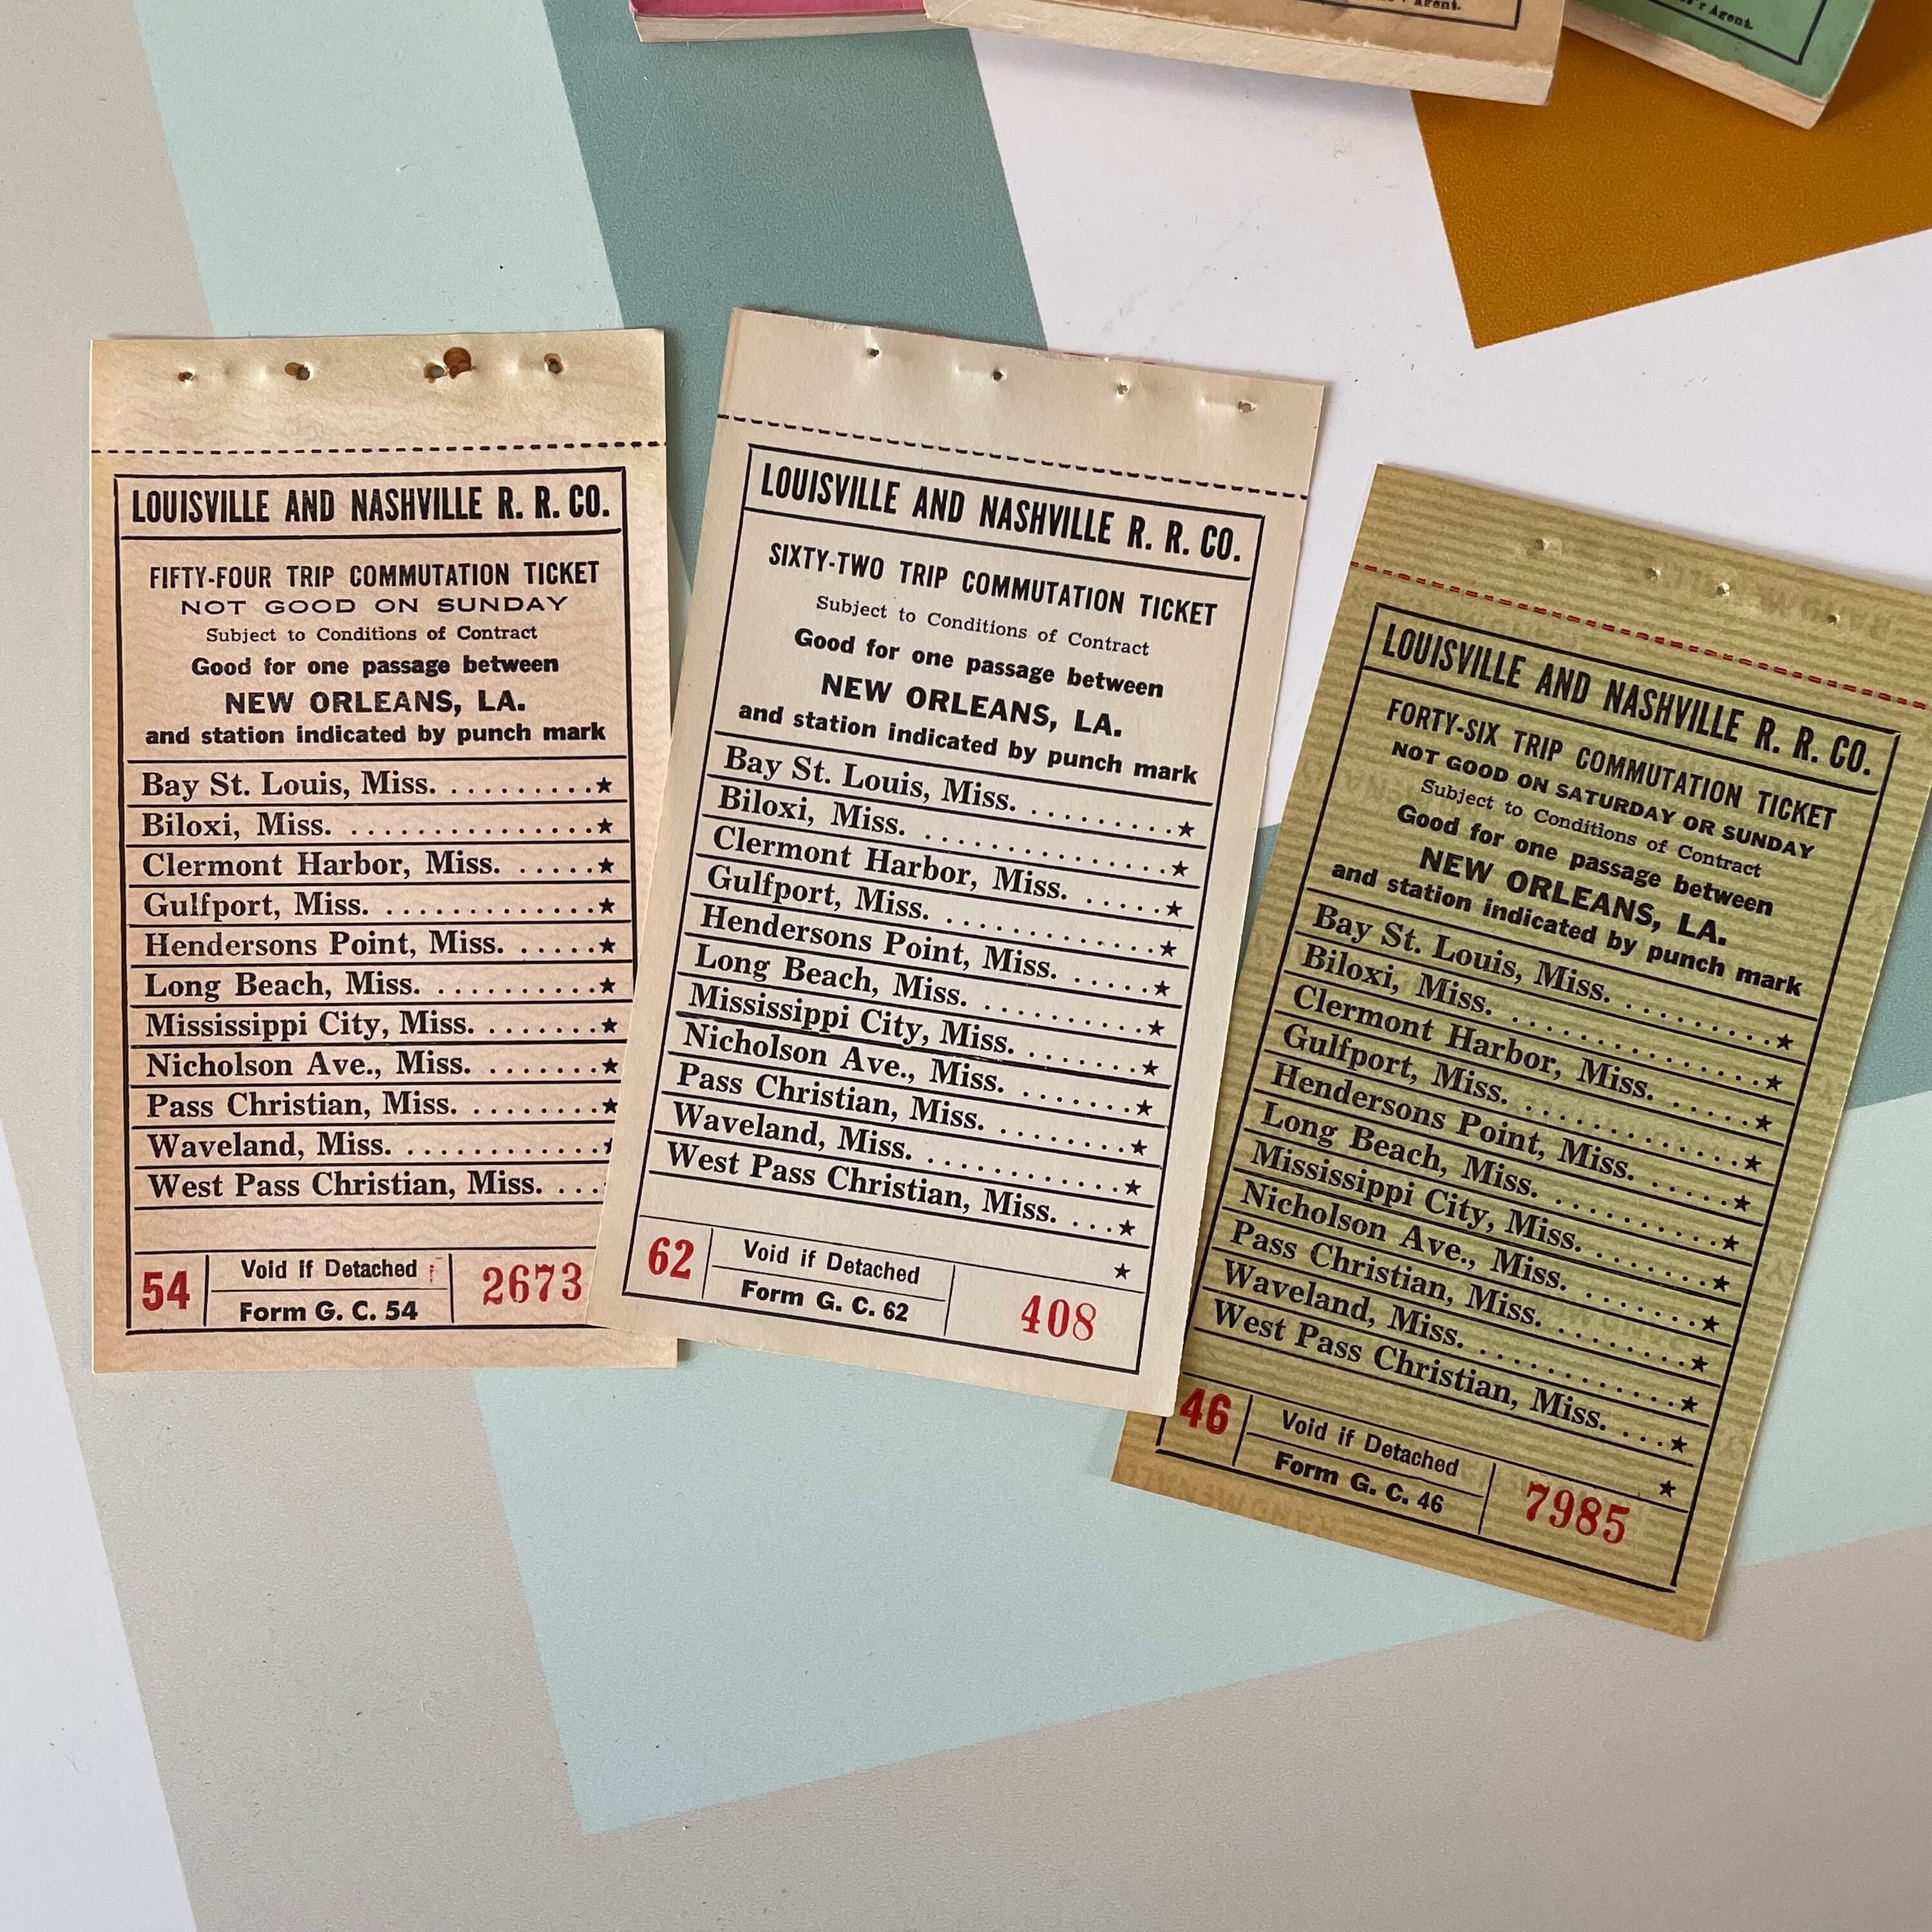 Agent.
r Agent.
LOUISVILLE AND NASHVILLE R. R. CO.
FIFTY-FOUR TRIP COMMUTATION TICKET
NOT GOOD ON SUNDAY
Subject to Conditions of Contract
Good for one passage between
NEW ORLEANS, LA.
and station indicated by punch mark
Bay St. Louis, Miss. . . . . . . . . . .★
Biloxi, Miss. . . . . . . . . . . . . . . .★
Clermont Harbor, Miss. . . . . . .★
Gulfport, Miss. . . . . . . . . . . . . .★
Hendersons Point, Miss. . . . . . .★
Long Beach, Miss. . . . . . . . . . .★
Mississippi City, Miss. . . . . . . .★
Nicholson Ave., Miss. . . . . . . . .★
Pass Christian, Miss. . . . . . . . .★
Waveland, Miss. . . . . . . . . . . . .★
West Pass Christian, Miss. . . . .
54
Void if Detached
Form G. C. 54
2673
LOUISVILLE AND NASHVILLE R. R. CO.
SIXTY-TWO TRIP COMMUTATION TICKET
Subject to Conditions of Contract
Good for one passage between
NEW ORLEANS, LA.
and station indicated by punch mark
Bay St. Louis, Miss. . . . . . . . . . .★
Biloxi, Miss. . . . . . . . . . . . . . . .★
Clermont Harbor, Miss. . . . . . .★
Gulfport, Miss. . . . . . . . . . . . . .★
Hendersons Point, Miss. . . . . . .★
Long Beach, Miss. . . . . . . . . . .★
Mississippi City, Miss. . . . . . . .★
Nicholson Ave., Miss. . . . . . . . .★
Pass Christian, Miss. . . . . . . . .★
Waveland, Miss. . . . . . . . . . . . .★
West Pass Christian, Miss. . . . .★
★
62
Void if Detached
Form G. C. 62
408
LOUISVILLE AND NASHVILLE R. R. CO.
FORTY-SIX TRIP COMMUTATION TICKET
NOT GOOD ON SATURDAY OR SUNDAY
Subject to Conditions of Contract
Good for one passage between
NEW ORLEANS, LA.
and station indicated by punch mark
Bay St. Louis, Miss. . . . . . . . . . .★
Biloxi, Miss. . . . . . . . . . . . . . . .★
Clermont Harbor, Miss. . . . . . .★
Gulfport, Miss. . . . . . . . . . . . . .★
Hendersons Point, Miss. . . . . . .★
Long Beach, Miss. . . . . . . . . . .★
Mississippi City, Miss. . . . . . . .★
Nicholson Ave., Miss. . . . . . . . .★
Pass Christian, Miss. . . . . . . . .★
Waveland, Miss. . . . . . . . . . . . .★
West Pass Christian, Miss. . . . .★
★
46
Void if Detached
Form G. C. 46
7985